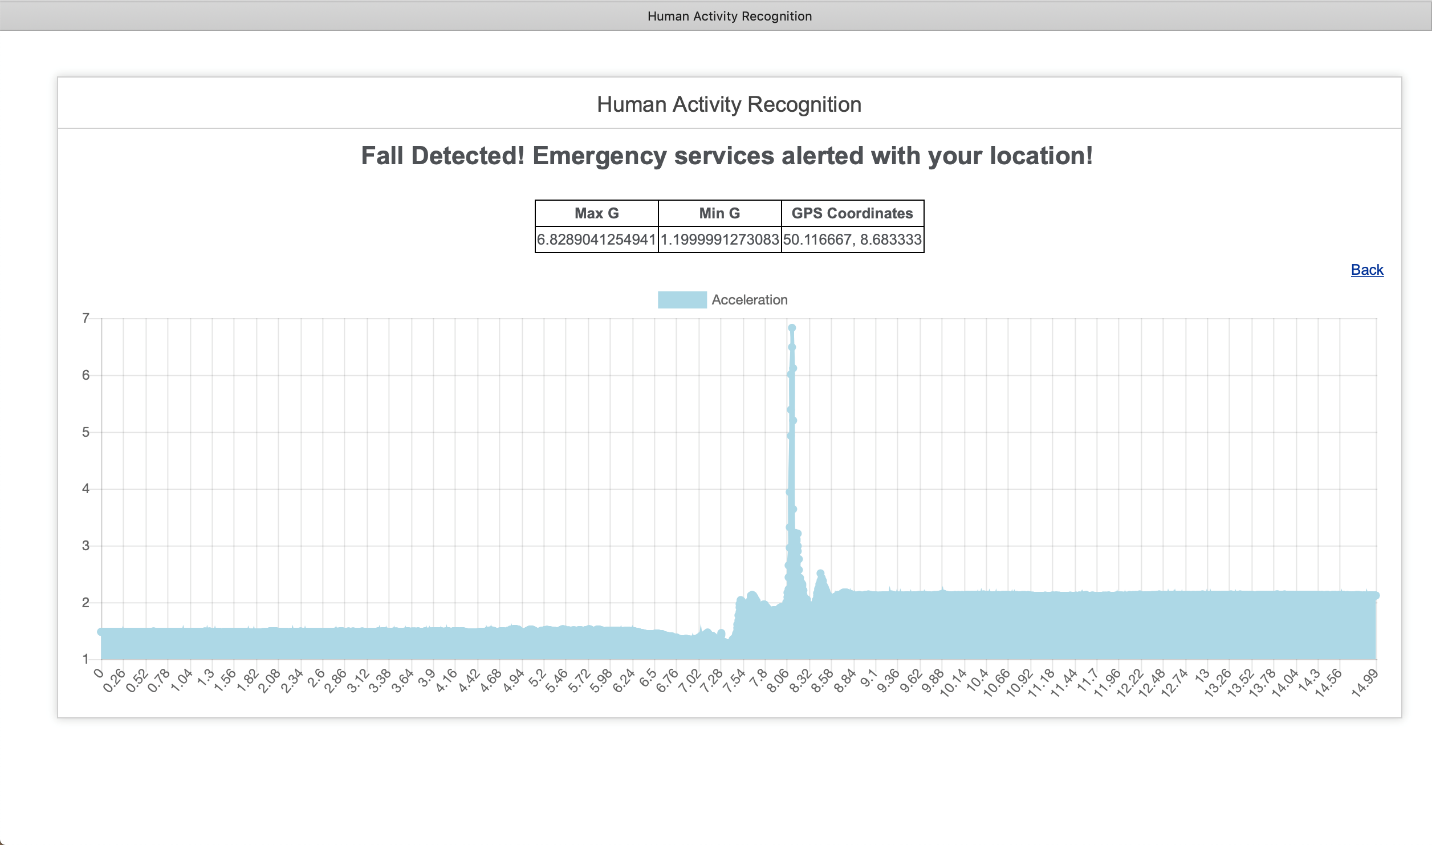 Human Activity Recognition
Human Activity Recognition
Fall Detected! Emergency services alerted with your location!
Max G Min G GPS Coordinates
6.8289041254941 1.1999991273083 50.116667, 8.683333
Back
Acceleration
7
6
5
4
3
2
1
0 0.26 0.52 0.78 1.04 1.3 1.56 1.82 2.08 2.34 2.6 2.86 3.12 3.38 3.64 3.9 4.16 4.42 4.68 4.94 5.2 5.46 5.72 5.98 6.24 6.5 6.76 7.02 7.28 7.54 7.8 8.06 8.32 8.58 8.84 9.1 9.36 9.62 9.88 10.14 10.4 10.66 10.92 11.18 11.44 11.7 11.96 12.22 12.48 12.74 13 13.26 13.52 13.78 14.04 14.3 14.56 14.99